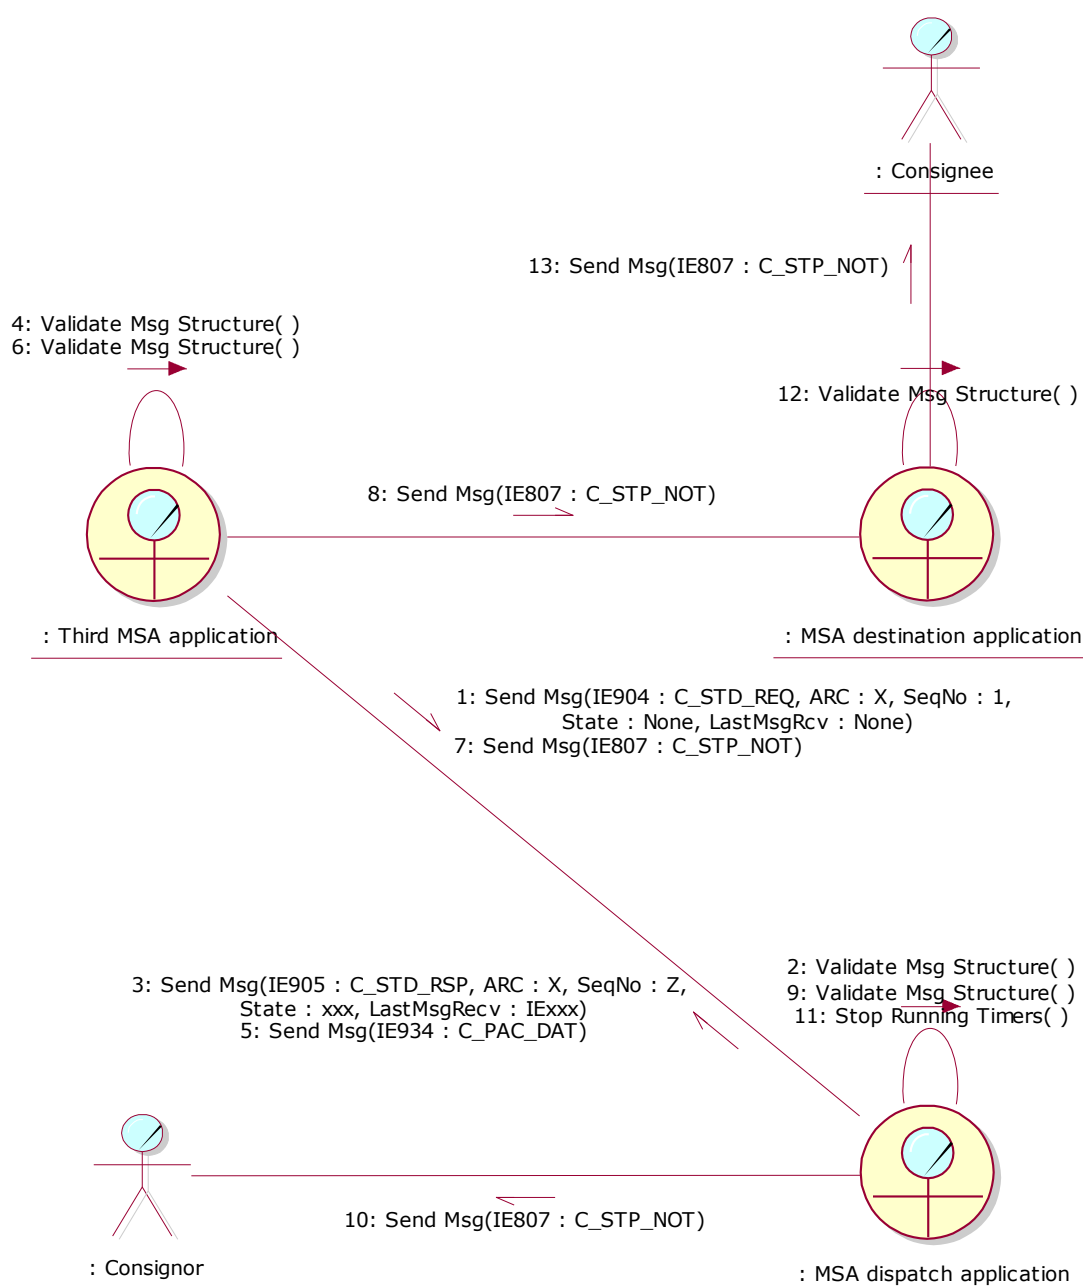 : Consignee
13: Send Msg(IE807 : C_STP_NOT)
4: Validate Msg Structure( )
6: Validate Msg Structure( )
12: Validate Msg Structure( )
8: Send Msg(IE807 : C_STP_NOT)
: Third MSA application
: MSA destination application
1: Send Msg(IE904 : C_STD_REQ, ARC : X, SeqNo : 1,
State : None, LastMsgRcv : None)
7: Send Msg(IE807 : C_STP_NOT)
3: Send Msg(IE905 : C_STD_RSP, ARC : X, SeqNo : Z,
State : xxx, LastMsgRecv : IExxx)
5: Send Msg(IE934 : C_PAC_DAT)
2: Validate Msg Structure( )
9: Validate Msg Structure( )
11: Stop Running Timers( )
10: Send Msg(IE807 : C_STP_NOT)
: Consignor
: MSA dispatch application